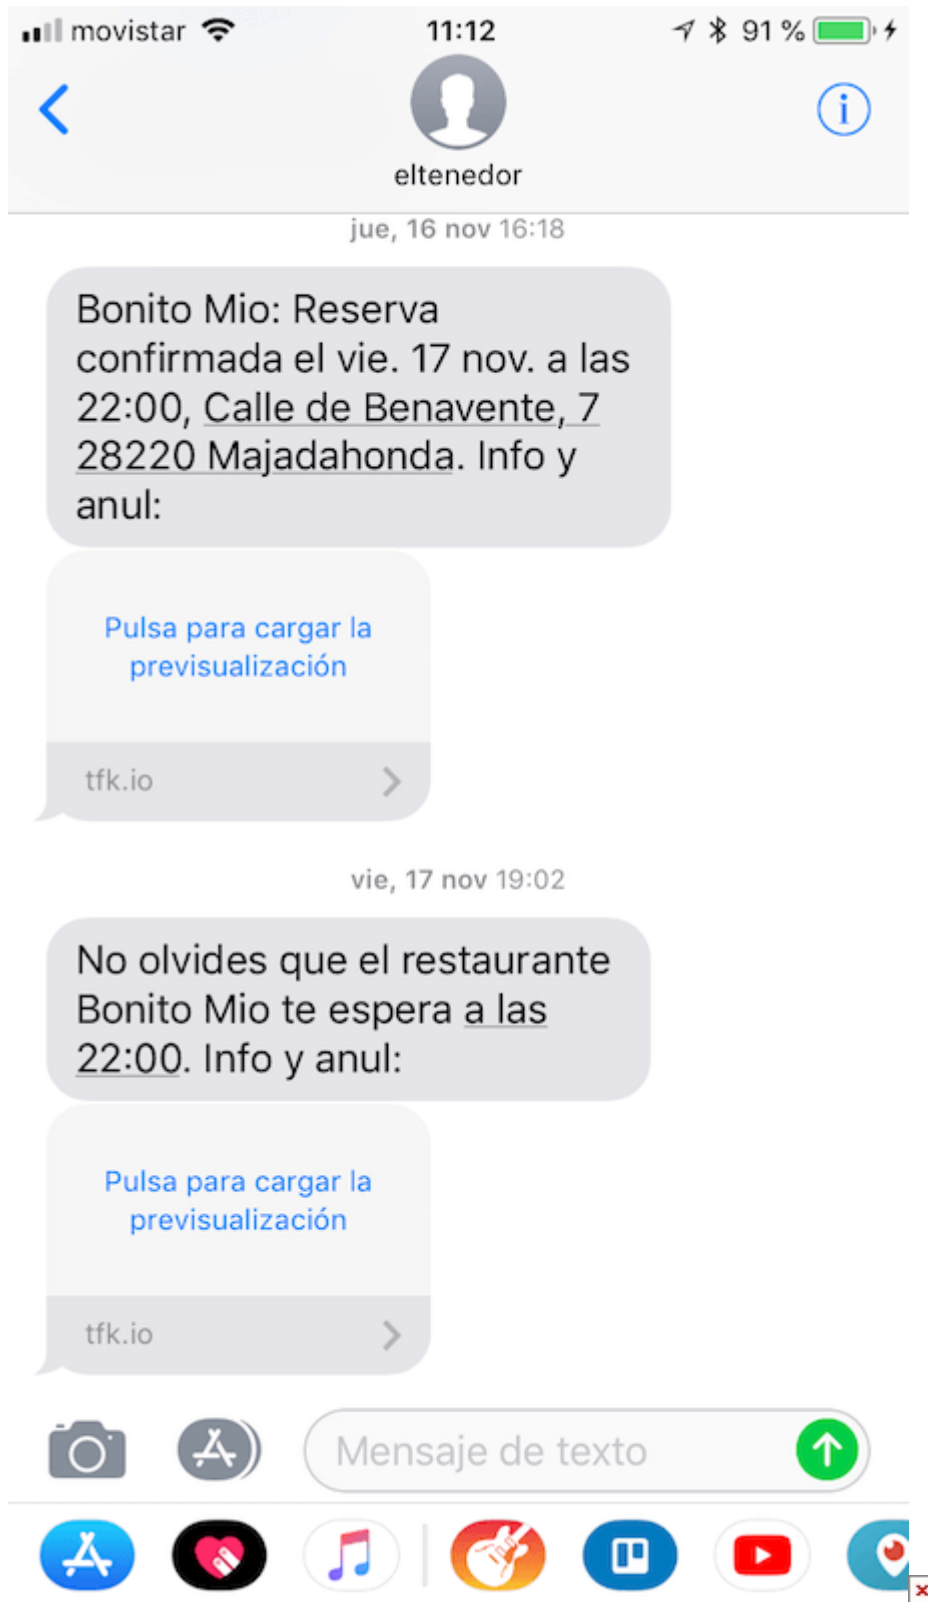 movistar 11:12 91 %
eltenedor
jue, 16 nov 16:18
Bonito Mio: Reserva
confirmada el vie. 17 nov. a las
22:00, Calle de Benavente, 7
28220 Majadahonda. Info y
anul:
Pulsa para cargar la
previsualización
tfk.io
vie, 17 nov 19:02
No olvides que el restaurante
Bonito Mio te espera a las
22:00. Info y anul:
Pulsa para cargar la
previsualización
tfk.io
Mensaje de texto